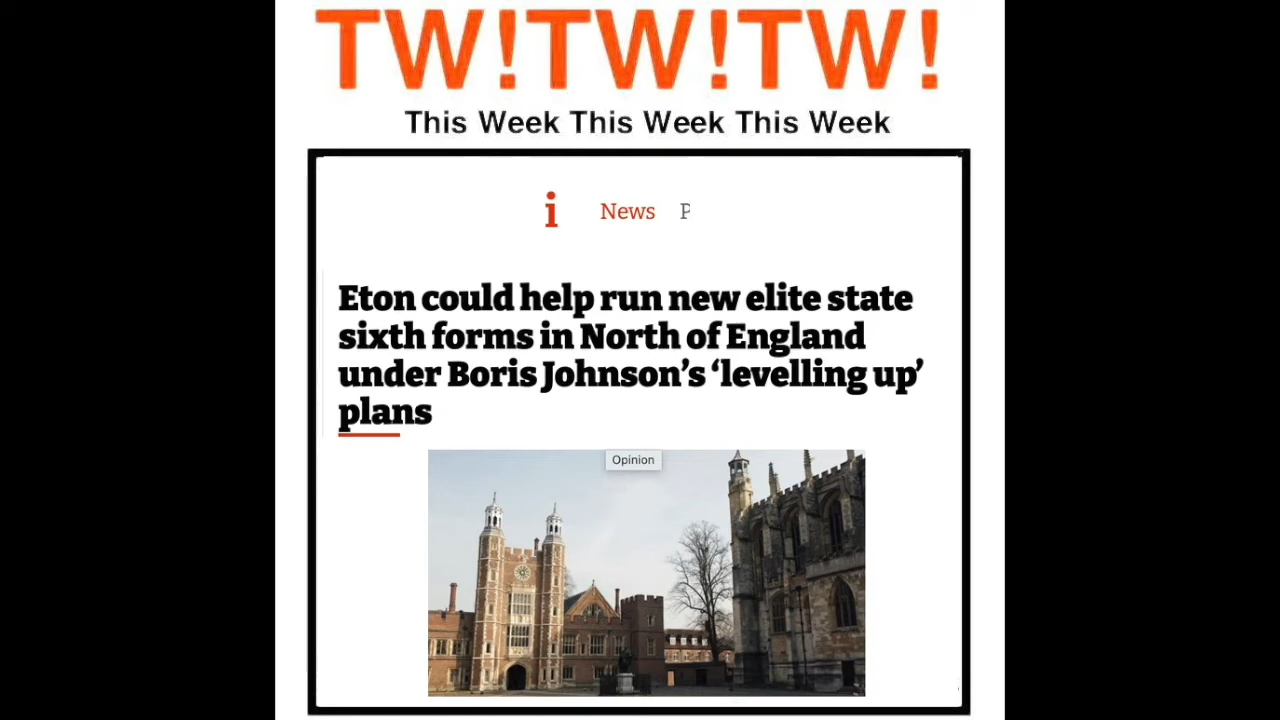 TW!TW!TW!
This Week This Week This Week
i News P
Eton could help run new elite state
sixth forms in North of England
under Boris Johnson's ‘levelling up’
plans
Opinion